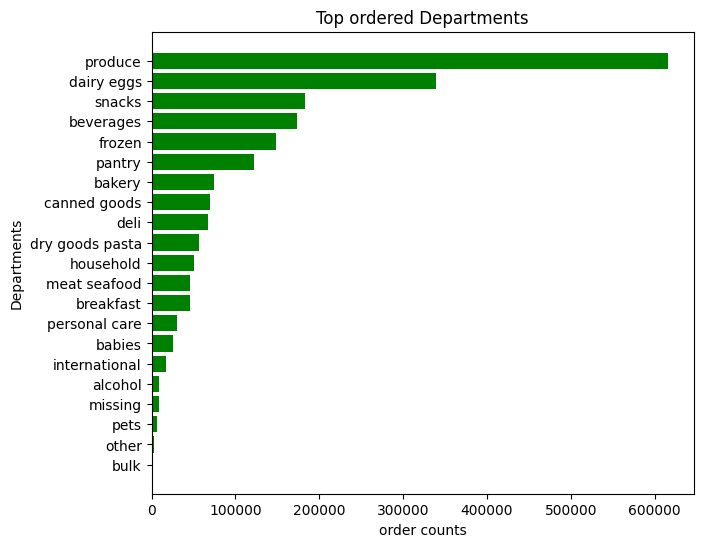 Top ordered Departments
produce
dairy eggs
snacks
beverages
frozen
pantry
bakery
canned goods
deli
dry goods pasta
household
meat seafood
breakfast
personal care
babies
international
alcohol
missing
pets
other
bulk
Departments
0 100000 200000 300000 400000 500000 600000
order counts